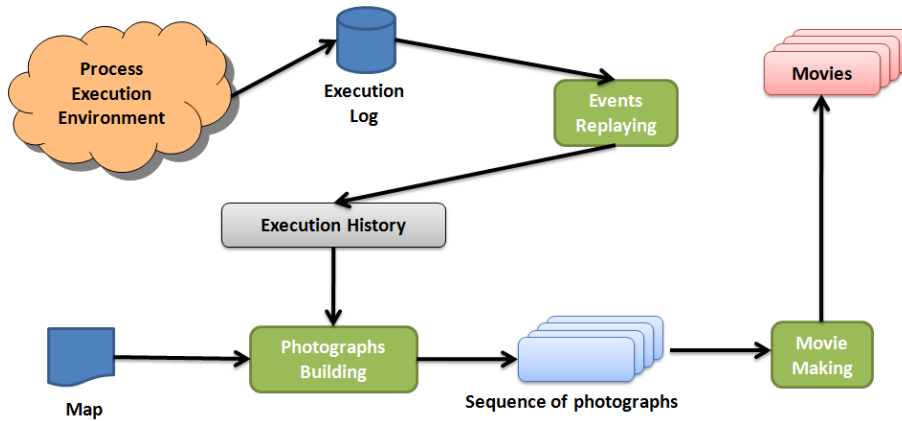 Process
Execution
Environment
Execution
Log
Events
Replaying
Movies
Execution History
Map
Photographs
Building
Sequence of photographs
Movie
Making